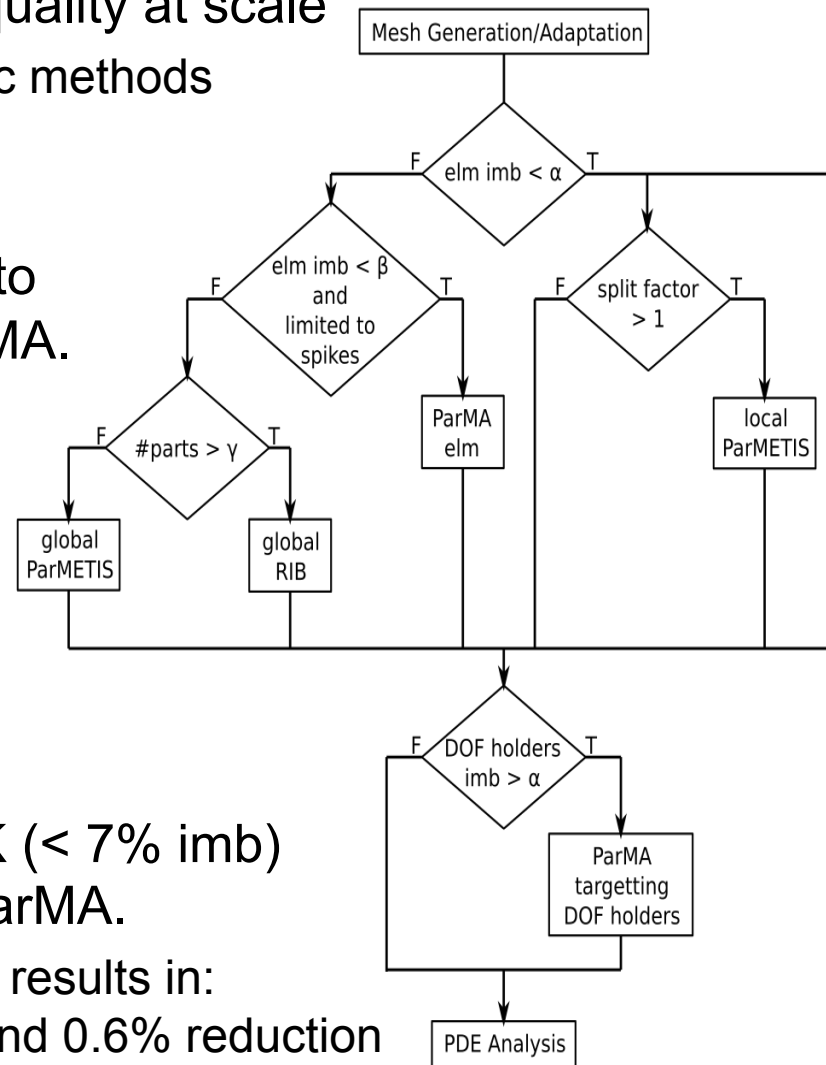 quality at scale
c methods
to
MA.
K (< 7% imb)
arMA.
results in:
nd 0.6% reduction
Mesh Generation/Adaptation
F
elm imb < α
T
F
elm imb < β
and
limited to
spikes
T
F
split factor
> 1
T
F
#parts > γ
T
ParMA
elm
local
ParMETIS
global
ParMETIS
global
RIB
F
DOF holders
imb > α
T
ParMA
targetting
DOF holders
PDE Analysis